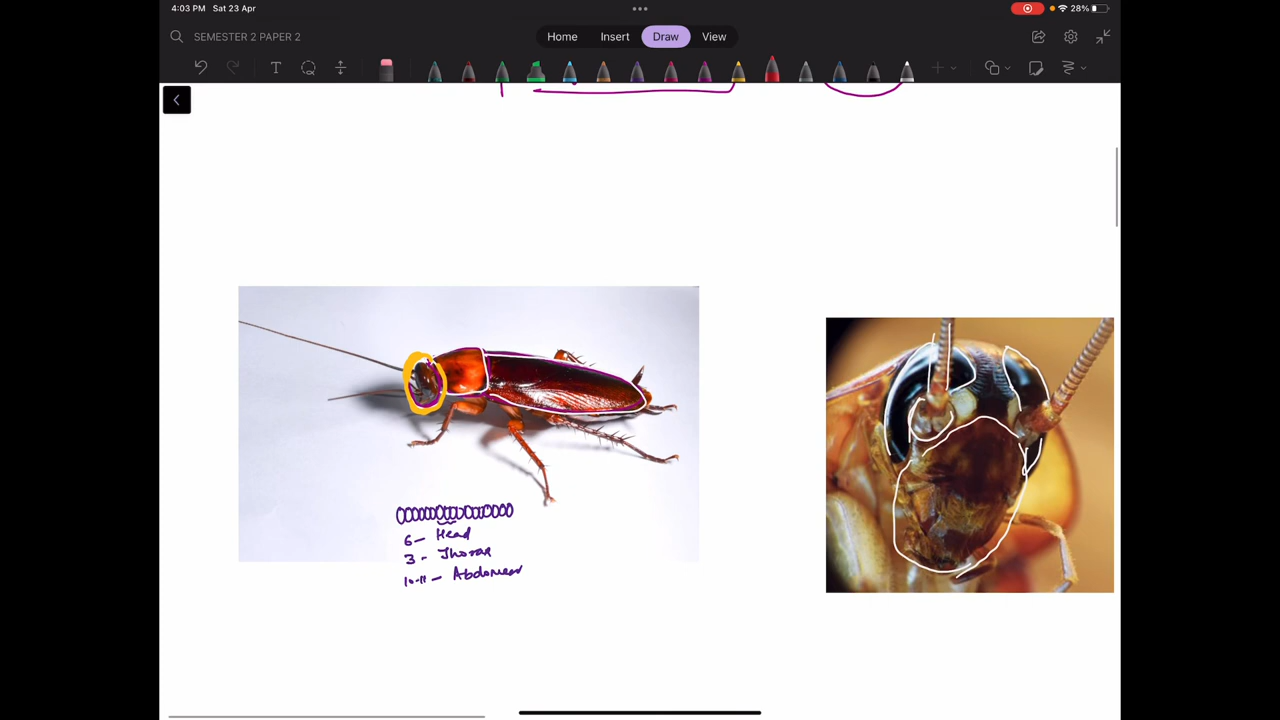 4:03 PM Sat 23 Apr
28%
SEMESTER 2 PAPER 2
Home Insert Draw View
T
6 - Head
3 - Thorax
10-11 - Abdomen